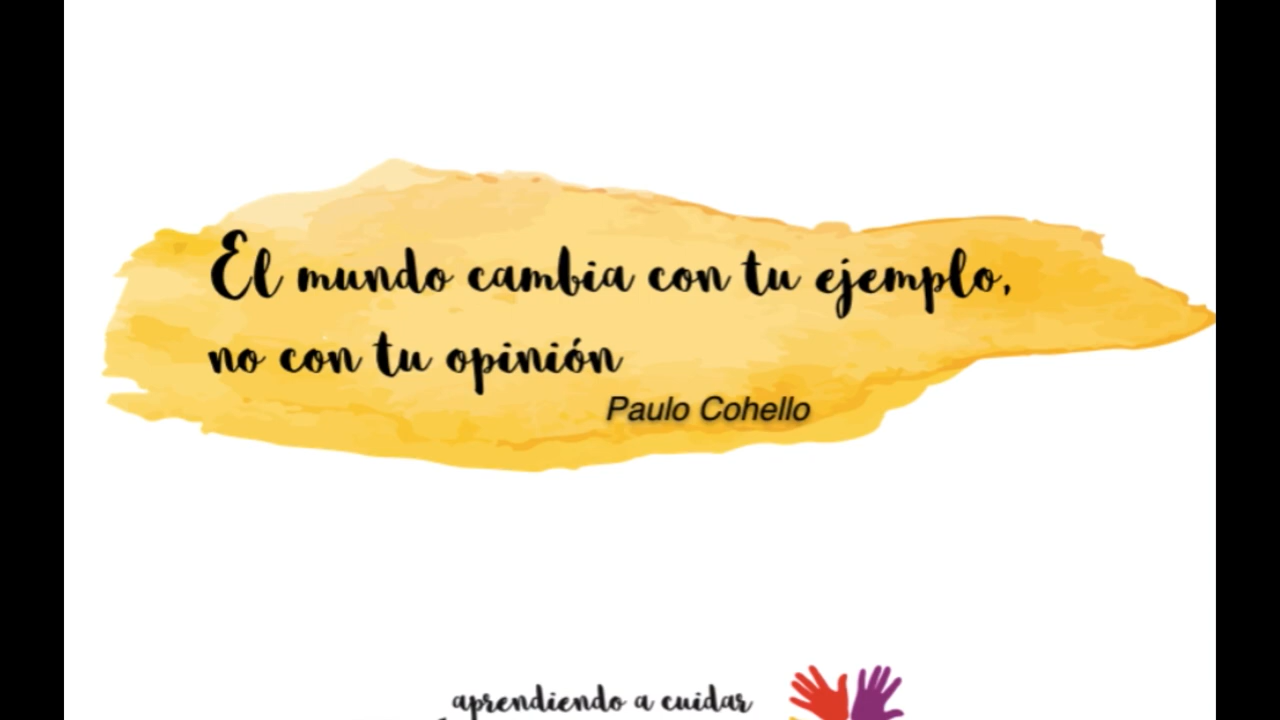 El mundo cambia con tu ejemplo,
no con tu opinión
Paulo Cohello
aprendiendo a cuidar